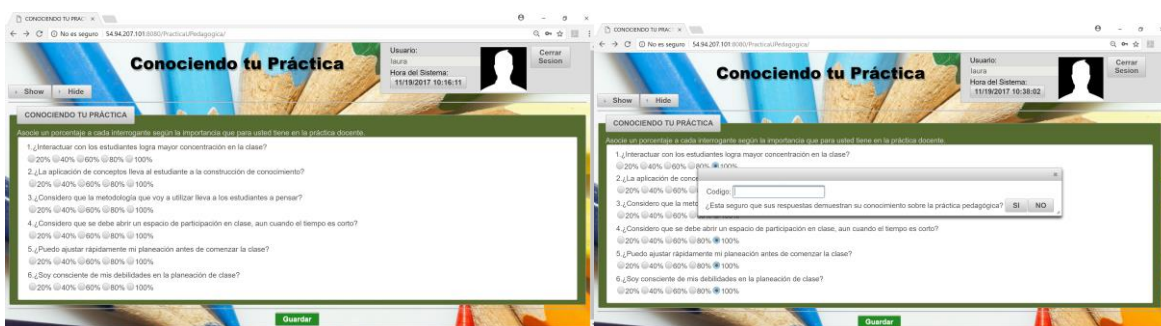 CONOCIENDO TU PRAC
No es seguro 54.94.207.101:8080/PracticaUPedagogica/
Conociendo tu Práctica
Usuario:
laura
Hora del Sistema:
11/19/2017 10:16:11
Cerrar
Sesion
Show Hide
CONOCIENDO TU PRÁCTICA
Asocie un porcentaje a cada interrogante según la importancia que para usted tiene en la práctica docente.
1.¿Interactuar con los estudiantes logra mayor concentración en la clase?
20% 40% 60% 80% 100%
2.¿La aplicación de conceptos lleva al estudiante a la construcción de conocimiento?
20% 40% 60% 80% 100%
3.¿Considero que la metodología que voy a utilizar lleva a los estudiantes a pensar?
20% 40% 60% 80% 100%
4.¿Considero que se debe abrir un espacio de participación en clase, aun cuando el tiempo es corto?
20% 40% 60% 80% 100%
5.¿Puedo ajustar rápidamente mi planeación antes de comenzar la clase?
20% 40% 60% 80% 100%
6.¿Soy consciente de mis debilidades en la planeación de clase?
20% 40% 60% 80% 100%
Guardar
CONOCIENDO TU PRAC
No es seguro 54.94.207.101:8080/PracticaUPedagogica/
Conociendo tu Práctica
Usuario:
laura
Hora del Sistema:
11/19/2017 10:38:02
Cerrar
Sesion
Show Hide
CONOCIENDO TU PRÁCTICA
Asocie un porcentaje a cada interrogante según la importancia que para usted tiene en la práctica docente.
1.¿Interactuar con los estudiantes logra mayor concentración en la clase?
20% 40% 60% 80% 100%
2.¿La aplicación de conce
20% 40% 60% 8
Codigo:
¿Esta seguro que sus respuestas demuestran su conocimiento sobre la práctica pedagógica? SI NO
3.¿Considero que la meto
20% 40% 60% 80% 100%
4.¿Considero que se debe abrir un espacio de participación en clase, aun cuando el tiempo es corto?
20% 40% 60% 80% 100%
5.¿Puedo ajustar rápidamente mi planeación antes de comenzar la clase?
20% 40% 60% 80% 100%
6.¿Soy consciente de mis debilidades en la planeación de clase?
20% 40% 60% 80% 100%
Guardar